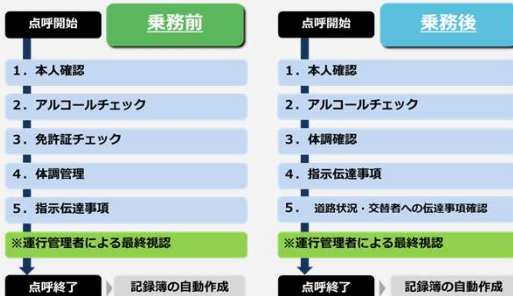 点呼開始
乗務前
1. 本人確認
2. アルコールチェック
3. 免許証チェック
4. 体調管理
5. 指示伝達事項
※運行管理者による最終視認
点呼終了
記録簿の自動作成
点呼開始
乗務後
1. 本人確認
2. アルコールチェック
3. 体調確認
4. 指示伝達事項
5. 道路状況・交替者への伝達事項確認
※運行管理者による最終視認
点呼終了
記録簿の自動作成